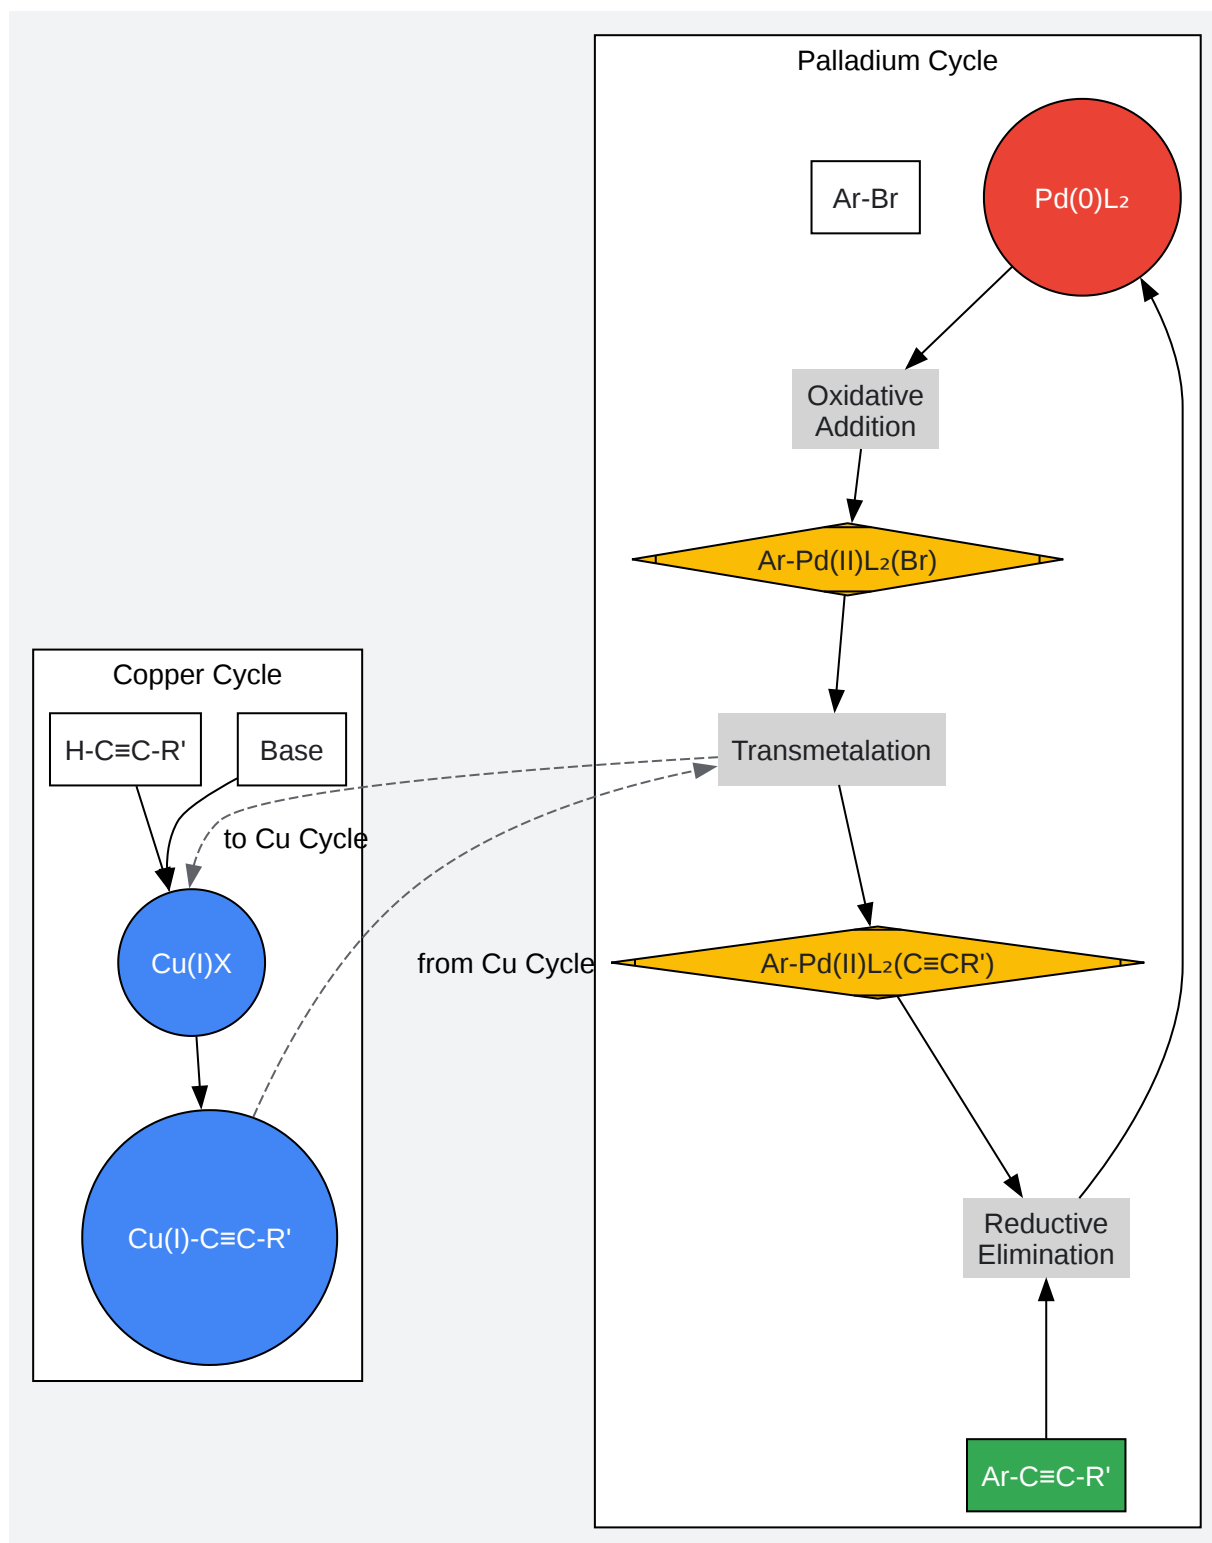 Palladium Cycle
Ar-Br
Pd(0)L₂
Oxidative
Addition
Ar-Pd(II)L₂(Br)
Copper Cycle
H-C≡C-R'
Base
Transmetalation
to Cu Cycle
Cu(I)X
from Cu Cycle
Ar-Pd(II)L₂(C≡CR')
Cu(I)-C≡C-R'
Reductive
Elimination
Ar-C≡C-R'